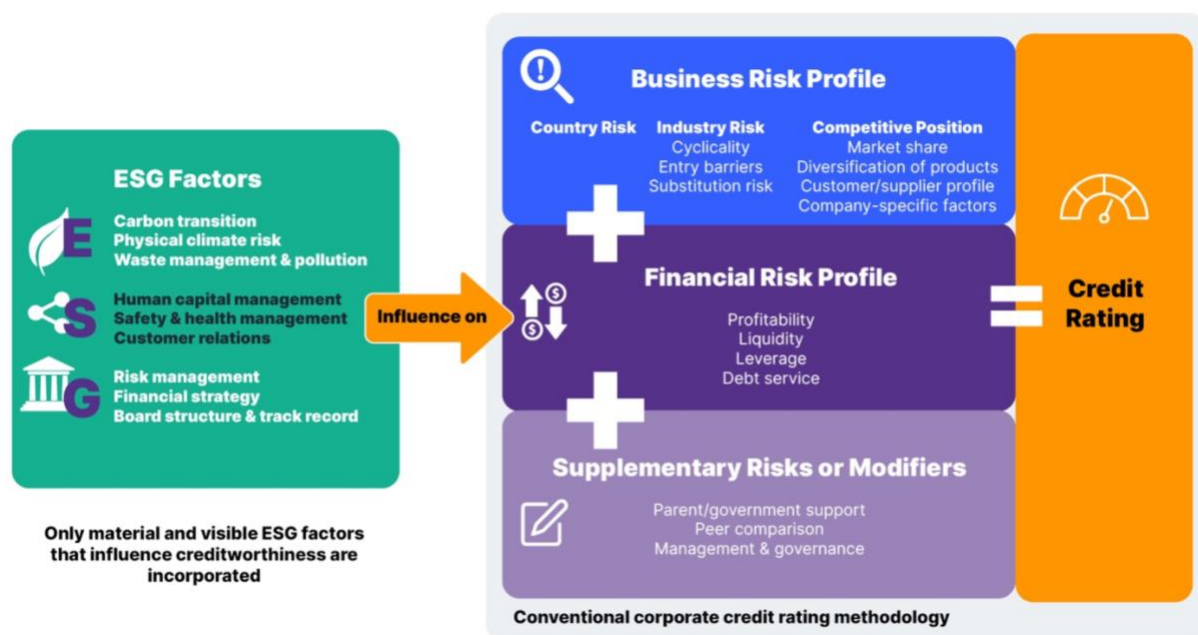 ESG Factors
E
Carbon transition
Physical climate risk
Waste management & pollution
S
Human capital management
Safety & health management
Customer relations
G
Risk management
Financial strategy
Board structure & track record
Only material and visible ESG factors
that influence creditworthiness are
incorporated
Influence on
Business Risk Profile
Country Risk
Industry Risk
Cyclicality
Entry barriers
Substitution risk
Competitive Position
Market share
Diversification of products
Customer/supplier profile
Company-specific factors
+
Financial Risk Profile
$
$
Profitability
Liquidity
Leverage
Debt service
+
Supplementary Risks or Modifiers
Parent/government support
Peer comparison
Management & governance
=
Credit
Rating
Conventional corporate credit rating methodology